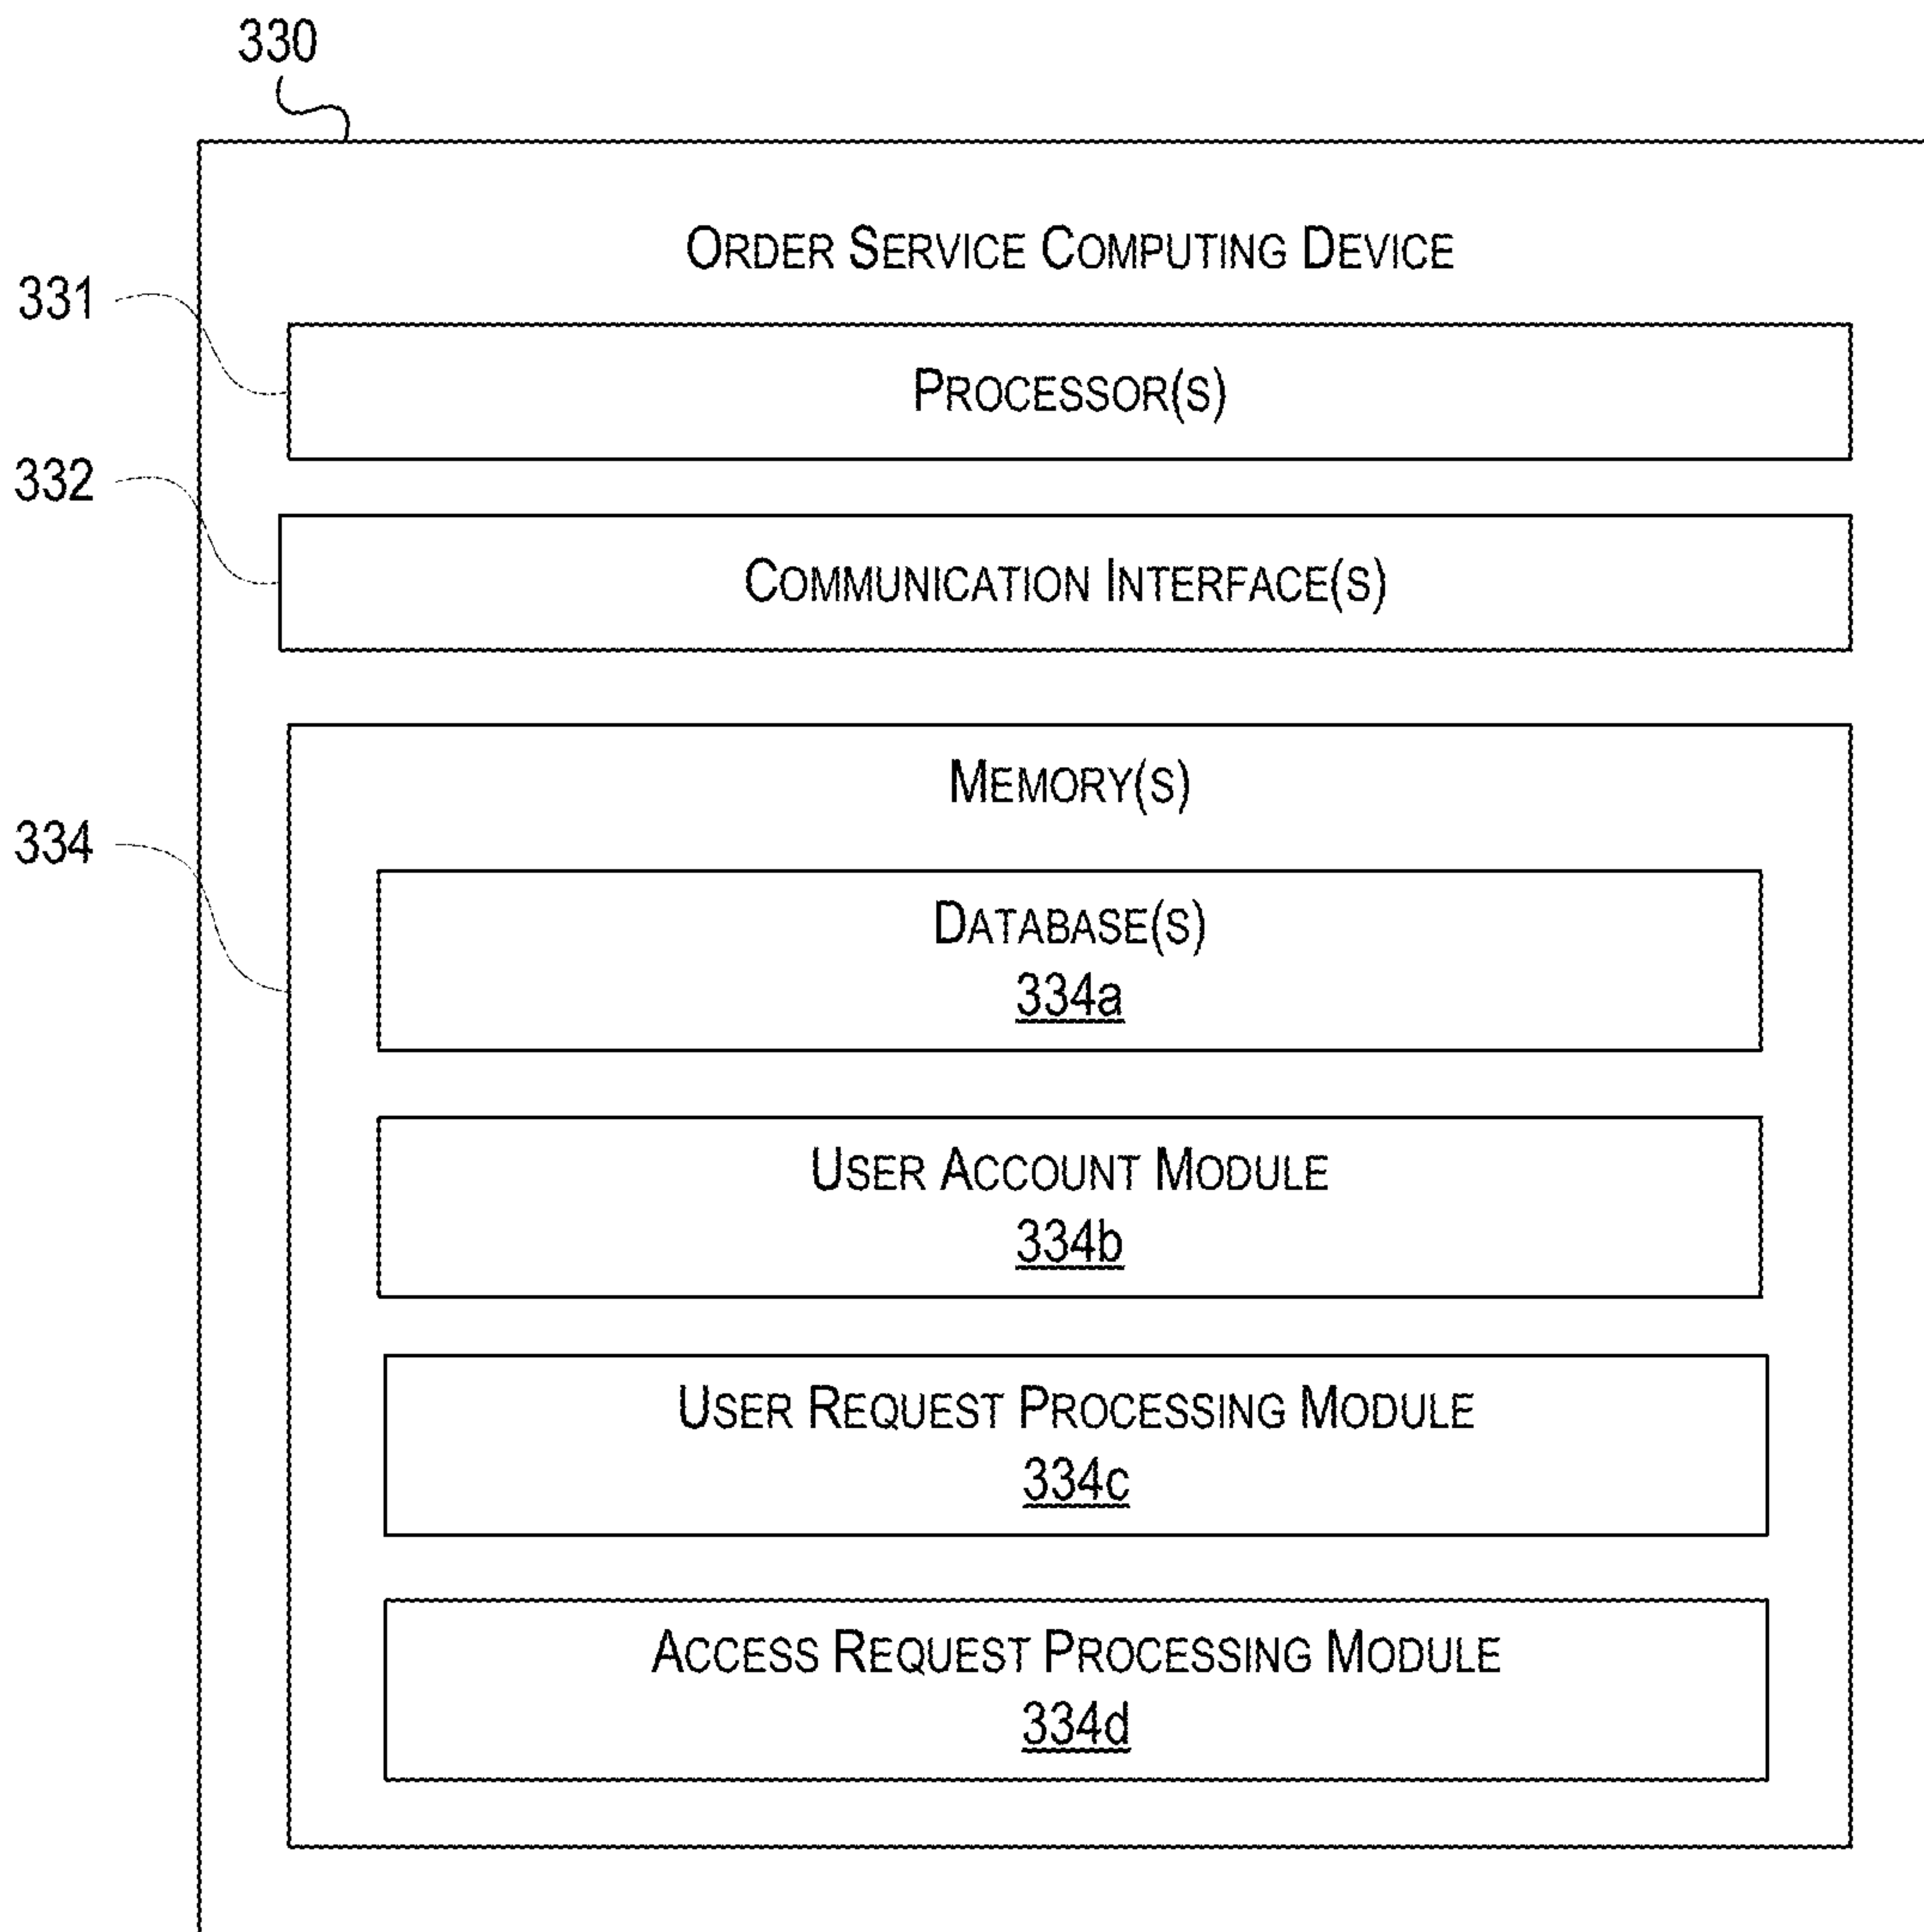 330
ORDER SERVICE COMPUTING DEVICE
331
PROCESSOR(S)
332
COMMUNICATION INTERFACE(S)
MEMORY(S)
334
DATABASE(S)
334a
USER ACCOUNT MODULE
334b
USER REQUEST PROCESSING MODULE
334c
ACCESS REQUEST PROCESSING MODULE
334d